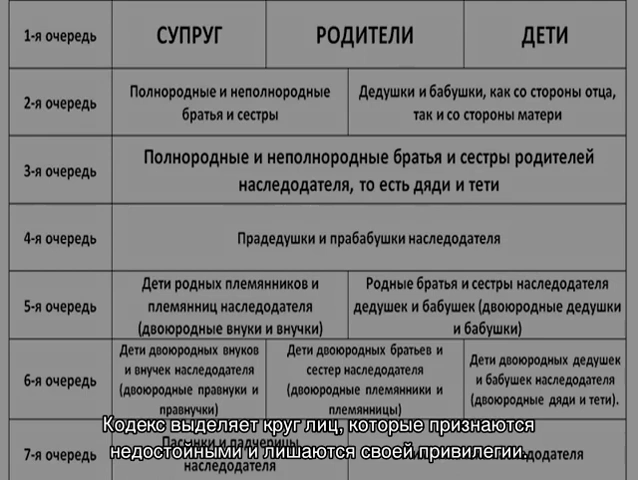 1-я очередь
СУПРУГ
РОДИТЕЛИ
ДЕТИ
2-я очередь
Полнородные и неполнородные
братья и сестры
Дедушки и бабушки, как со стороны отца,
так и со стороны матери
3-я очередь
Полнородные и неполнородные братья и сестры родителей
наследодателя, то есть дяди и тети
4-я очередь
Прадедушки и прабабушки наследодателя
5-я очередь
Дети родных племянников и
племянниц наследодателя
(двоюродные внуки и внучки)
Родные братья и сестры наследодателя
дедушек и бабушек (двоюродные дедушки
и бабушки)
6-я очередь
Дети двоюродных внуков
и внучек наследодателя
(двоюродные правнуки и
правнучки)
Дети двоюродных братьев и
сестер наследодателя
(двоюродные племянники и
племянницы)
Дети двоюродных дедушек
и бабушек наследодателя
(двоюродные дяди и тети).
7-я очередь
Пасынки и падчерицы
наследодателя
Кодекс выделяет круг лиц, которые признаются
недостойными и лишаются своей привилегии.